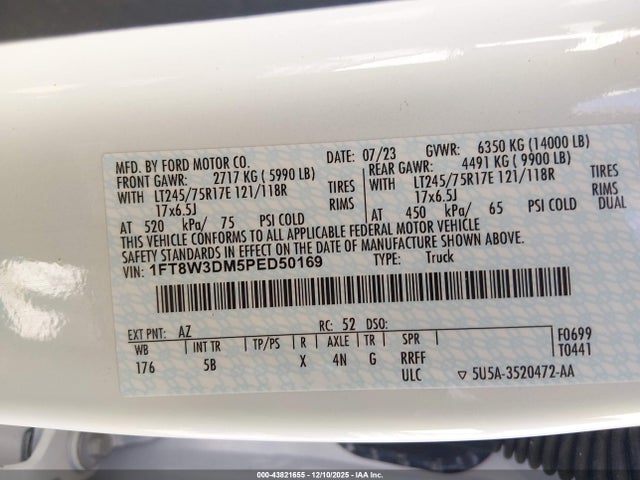 MFD. BY FORD MOTOR CO. DATE: 07/23 GVWR: 6350 KG (14000 LB)
FRONT GAWR: 2717 KG (5990 LB) REAR GAWR: 4491 KG (9900 LB)
WITH LT245/75R17E 121/118R TIRES WITH LT245/75R17E 121/118R TIRES
17x6.5J RIMS 17x6.5J RIMS
AT 520 kPa/ 75 PSI COLD AT 450 kPa/ 65 PSI COLD DUAL
THIS VEHICLE CONFORMS TO ALL APPLICABLE FEDERAL MOTOR VEHICLE
SAFETY STANDARDS IN EFFECT ON THE DATE OF MANUFACTURE SHOWN ABOVE.
VIN: 1FT8W3DM5PED50169 TYPE: Truck
EXT PNT: AZ RC: 52 DSO: F0699
WB INT TR TP/PS R AXLE TR SPR T0441
176 5B X 4N G RRFF
ULC ▽ 5U5A-3520472-AA
000-43821655 - 12/10/2025 - IAA Inc.